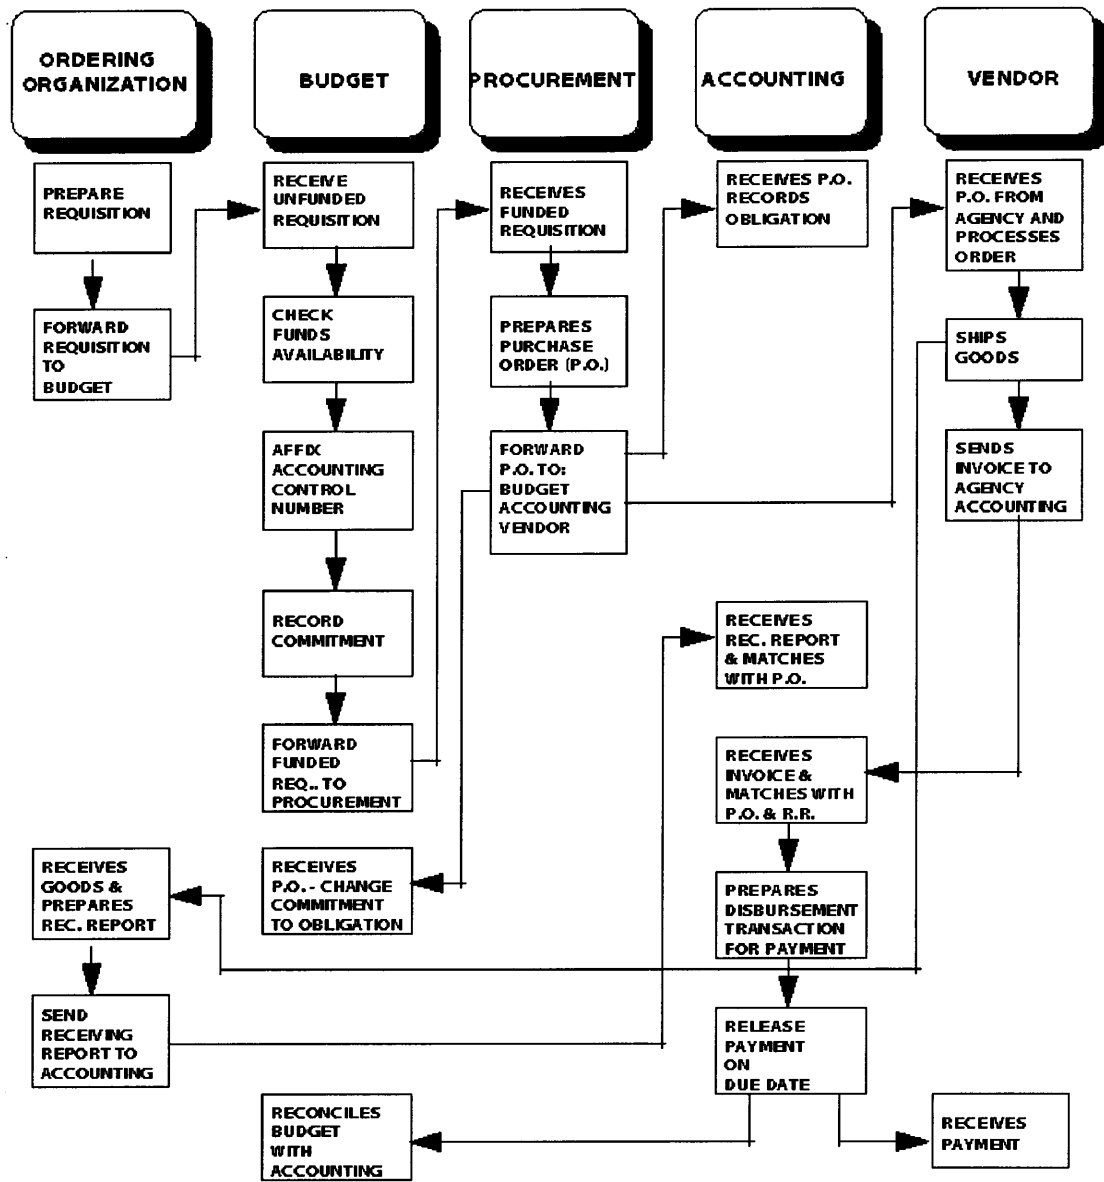 ORDERING
ORGANIZATION
BUDGET
PROCUREMENT
ACCOUNTING
VENDOR
PREPARE
REQUISITION
FORWARD
REQUISITION
TO
BUDGET
RECEIVES
GOODS &
PREPARES
REC. REPORT
SEND
RECEIVING
REPORT TO
ACCOUNTING
RECEIVE
UNFUNDED
REQUISITION
CHECK
FUNDS
AVAILABILITY
AFFIX
ACCOUNTING
CONTROL
NUMBER
RECORD
COMMITMENT
FORWARD
FUNDED
REQ.. TO
PROCUREMENT
RECEIVES
P.O. - CHANGE
COMMITMENT
TO OBLIGATION
RECONCILES
BUDGET
WITH
ACCOUNTING
RECEIVES
FUNDED
REQUISITION
PREPARES
PURCHASE
ORDER (P.O.)
FORWARD
P.O. TO:
BUDGET
ACCOUNTING
VENDOR
RECEIVES P.O.
RECORDS
OBLIGATION
RECEIVES
REC. REPORT
& MATCHES
WITH P.O.
RECEIVES
INVOICE &
MATCHES WITH
P.O. & R.R.
PREPARES
DISBURSEMENT
TRANSACTION
FOR PAYMENT
RELEASE
PAYMENT
ON
DUE DATE
RECEIVES
P.O. FROM
AGENCY AND
PROCESSES
ORDER
SHIPS
GOODS
SENDS
INVOICE TO
AGENCY
ACCOUNTING
RECEIVES
PAYMENT